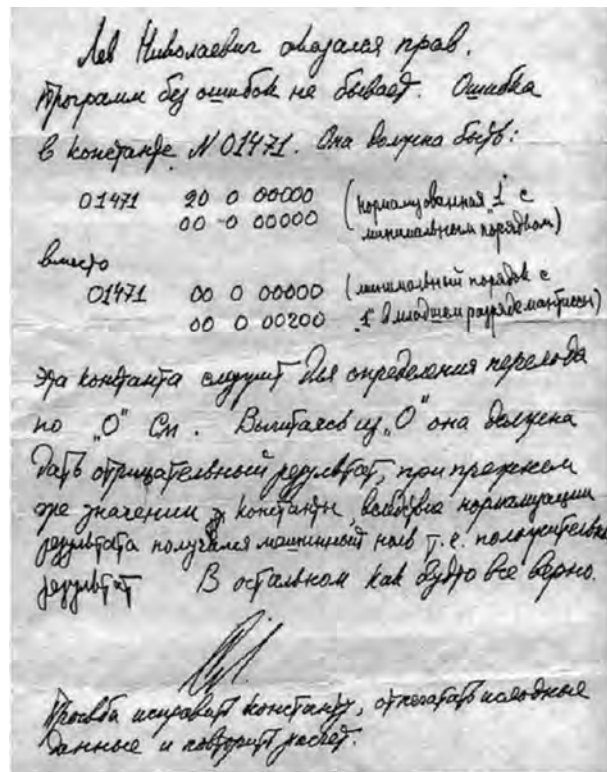 Лев Николаевич оказался прав.
Программ без ошибок не бывает. Ошибка
в константе N 01471. Она должна быть:
01471 20 0 00000 (нормализованная "1" с
00 0 00000 минимальным порядком)
вместо
01471 00 0 00000 (минимальный порядок с
00 0 00200 "1" в младшем разряде мантиссы)
Эта константа служит для определения перехода
по „0" См. Вычитаясь из „0" она должна
дать отрицательный результат, при прежнем
же значении константы, вследствие нормализации
результата получался машинный ноль т.е. положительный
результат В остальном как будто все верно.
Просьба исправить константу, отпечатать исходные
данные и повторить расчет.